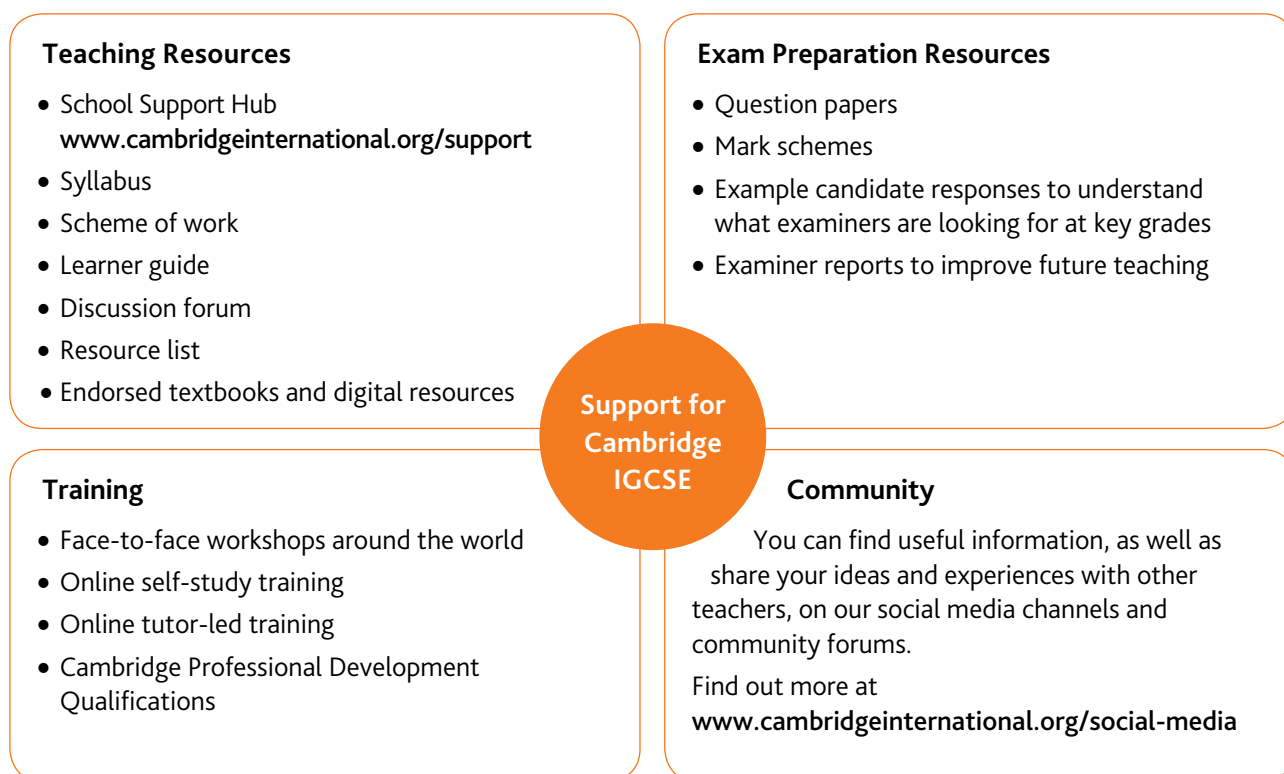 Teaching Resources
• School Support Hub
www.cambridgeinternational.org/support
• Syllabus
• Scheme of work
• Learner guide
• Discussion forum
• Resource list
• Endorsed textbooks and digital resources
Exam Preparation Resources
• Question papers
• Mark schemes
• Example candidate responses to understand
what examiners are looking for at key grades
• Examiner reports to improve future teaching
Support for
Cambridge
IGCSE
Training
• Face-to-face workshops around the world
• Online self-study training
• Online tutor-led training
• Cambridge Professional Development
Qualifications
Community
You can find useful information, as well as
share your ideas and experiences with other
teachers, on our social media channels and
community forums.
Find out more at
www.cambridgeinternational.org/social-media